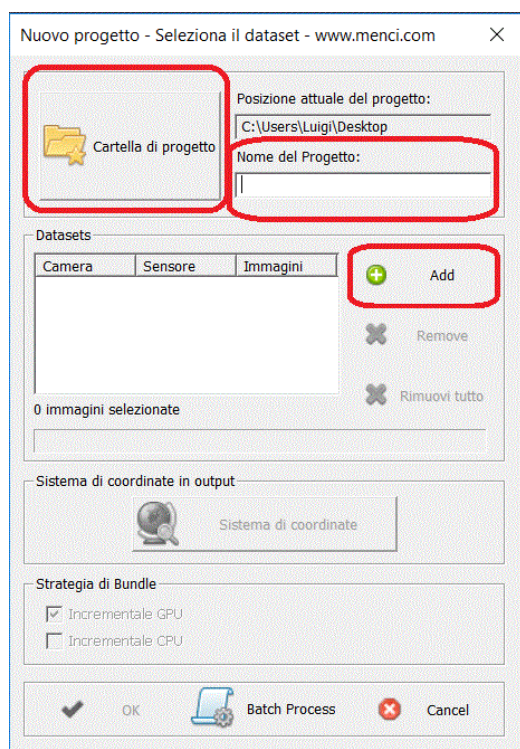 Nuovo progetto - Seleziona il dataset - www.menci.com
Cartella di progetto
Posizione attuale del progetto:
C:\Users\Luigi\Desktop
Nome del Progetto:
Datasets
Camera Sensore Immagini
Add
Remove
Rimuovi tutto
0 immagini selezionate
Sistema di coordinate in output
Sistema di coordinate
Strategia di Bundle
Incrementale GPU
Incrementale CPU
OK Batch Process Cancel